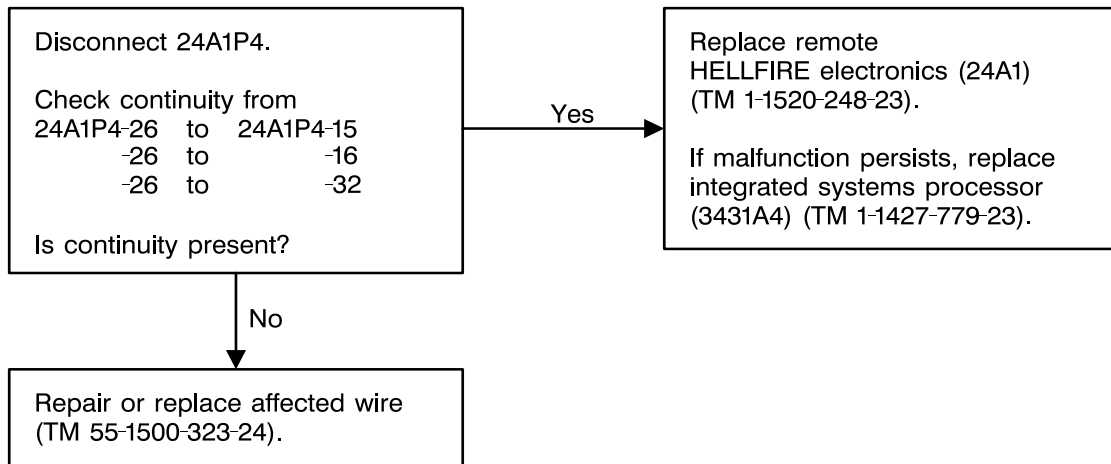 Disconnect 24A1P4.
Check continuity from
24A1P4-26 to 24A1P4-15
-26 to -16
-26 to -32
Is continuity present?
Yes
Replace remote
HELLFIRE electronics (24A1)
(TM 1-1520-248-23).
If malfunction persists, replace
integrated systems processor
(3431A4) (TM 1-1427-779-23).
No
Repair or replace affected wire
(TM 55-1500-323-24).